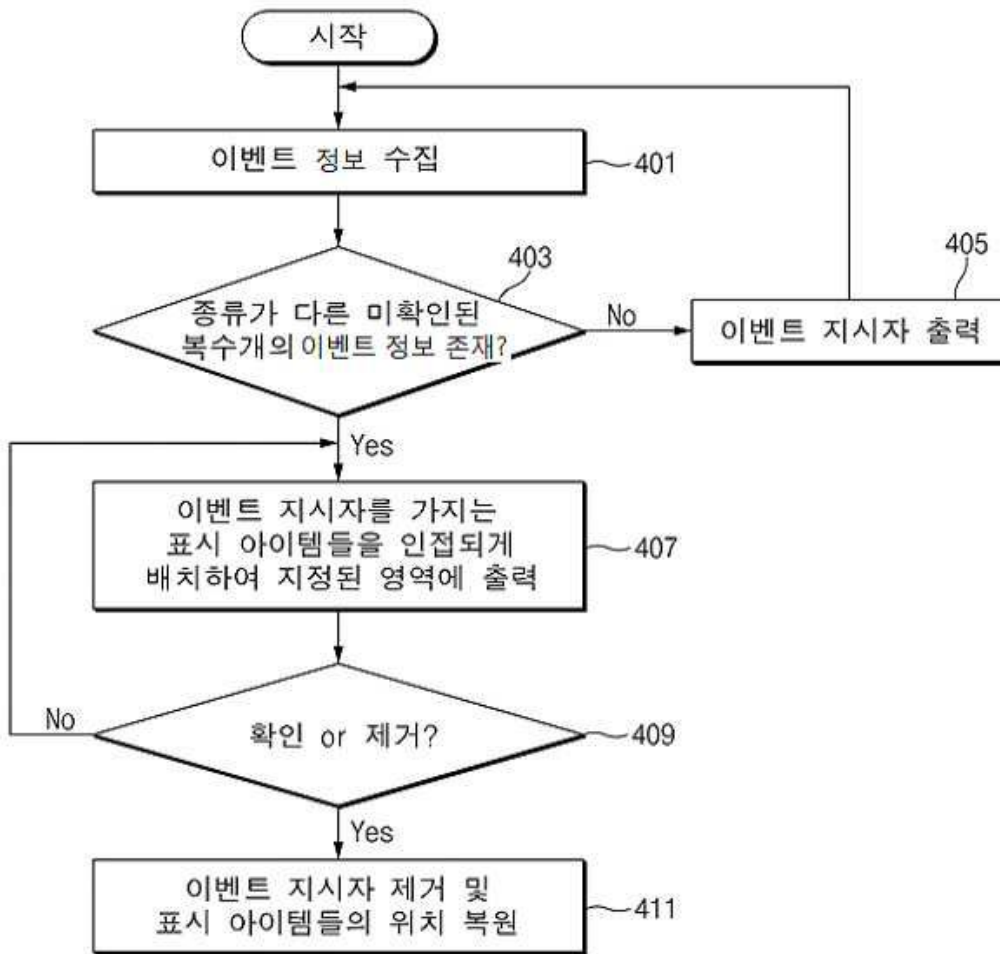 시작
이벤트 정보 수집
401
403
종류가 다른 미확인된
복수개의 이벤트 정보 존재?
No
405
이벤트 지시자 출력
Yes
이벤트 지시자를 가지는
표시 아이템들을 인접되게
배치하여 지정된 영역에 출력
407
No
확인 or 제거?
409
Yes
이벤트 지시자 제거 및
표시 아이템들의 위치 복원
411